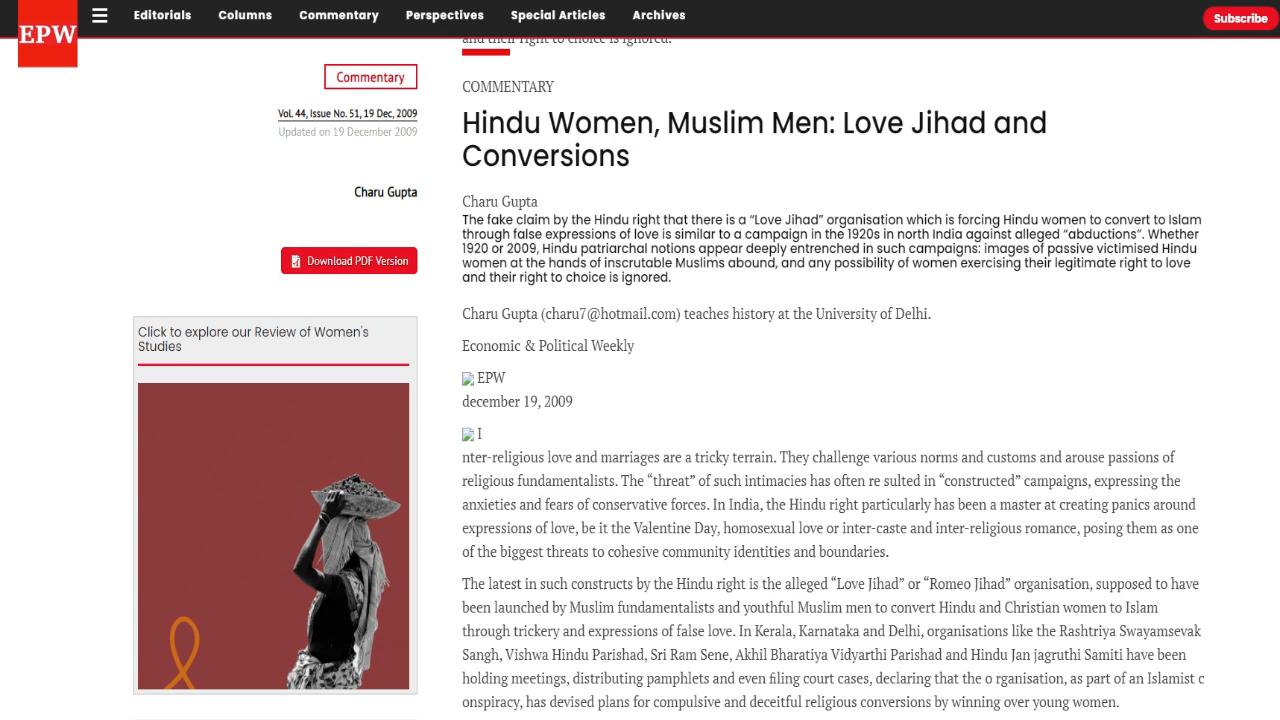 EPW
Editorials Columns Commentary Perspectives Special Articles Archives
Subscribe
and their right to choice is ignored.
Commentary
Vol. 44, Issue No. 51, 19 Dec, 2009
Updated on 19 December 2009
Charu Gupta
Download PDF Version
Click to explore our Review of Women's
Studies
COMMENTARY
Hindu Women, Muslim Men: Love Jihad and
Conversions
Charu Gupta
The fake claim by the Hindu right that there is a “Love Jihad” organisation which is forcing Hindu women to convert to Islam
through false expressions of love is similar to a campaign in the 1920s in north India against alleged “abductions”. Whether
1920 or 2009, Hindu patriarchal notions appear deeply entrenched in such campaigns: images of passive victimised Hindu
women at the hands of inscrutable Muslims abound, and any possibility of women exercising their legitimate right to love
and their right to choice is ignored.
Charu Gupta (charu7@hotmail.com) teaches history at the University of Delhi.
Economic & Political Weekly
EPW
december 19, 2009
I
nter-religious love and marriages are a tricky terrain. They challenge various norms and customs and arouse passions of
religious fundamentalists. The “threat” of such intimacies has often re sulted in “constructed” campaigns, expressing the
anxieties and fears of conservative forces. In India, the Hindu right particularly has been a master at creating panics around
expressions of love, be it the Valentine Day, homosexual love or inter-caste and inter-religious romance, posing them as one
of the biggest threats to cohesive community identities and boundaries.
The latest in such constructs by the Hindu right is the alleged “Love Jihad” or “Romeo Jihad” organisation, supposed to have
been launched by Muslim fundamentalists and youthful Muslim men to convert Hindu and Christian women to Islam
through trickery and expressions of false love. In Kerala, Karnataka and Delhi, organisations like the Rashtriya Swayamsevak
Sangh, Vishwa Hindu Parishad, Sri Ram Sene, Akhil Bharatiya Vidyarthi Parishad and Hindu Jan jagruthi Samiti have been
holding meetings, distributing pamphlets and even filing court cases, declaring that the o rganisation, as part of an Islamist c
onspiracy, has devised plans for compulsive and deceitful religious conversions by winning over young women.